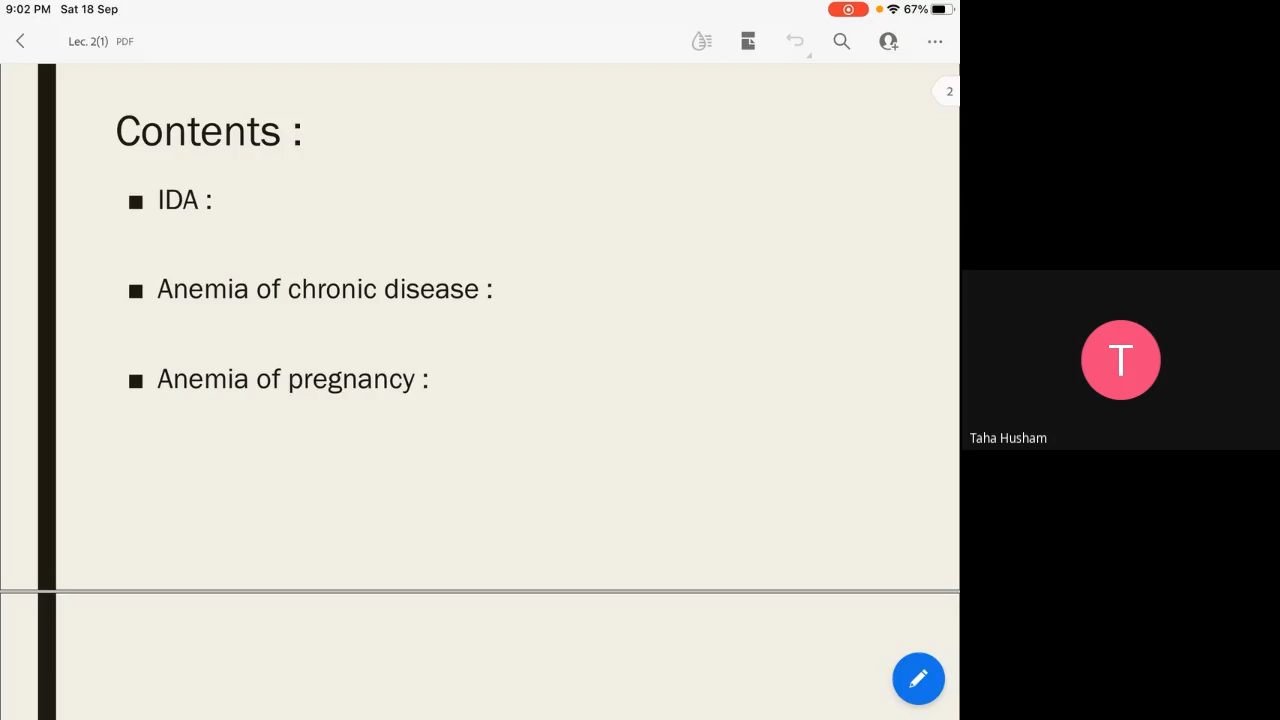 9:02 PM Sat 18 Sep
67%
Lec. 2(1) PDF
2
Contents :
■ IDA :
■ Anemia of chronic disease :
■ Anemia of pregnancy :
T
Taha Husham